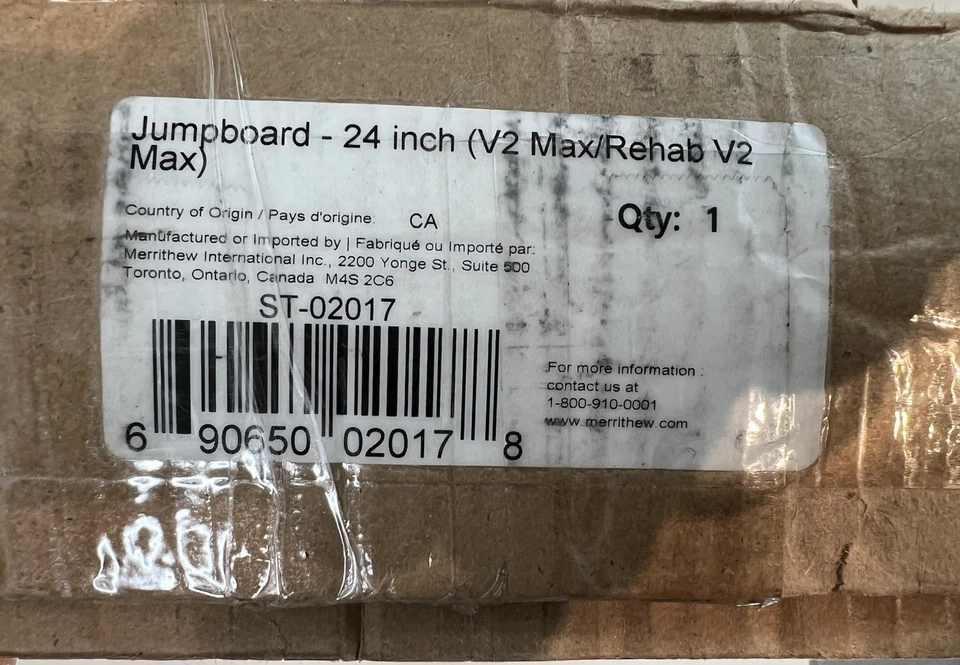 Jumpboard - 24 inch (V2 Max/Rehab V2
Max)
Country of Origin / Pays d'origine: CA
Qty: 1
Manufactured or Imported by | Fabriqué ou Importé par:
Merrithew International Inc., 2200 Yonge St., Suite 500
Toronto, Ontario, Canada M4S 2C6
ST-02017
6 90650 02017 8
For more information :
contact us at
1-800-910-0001
www.merrithew.com